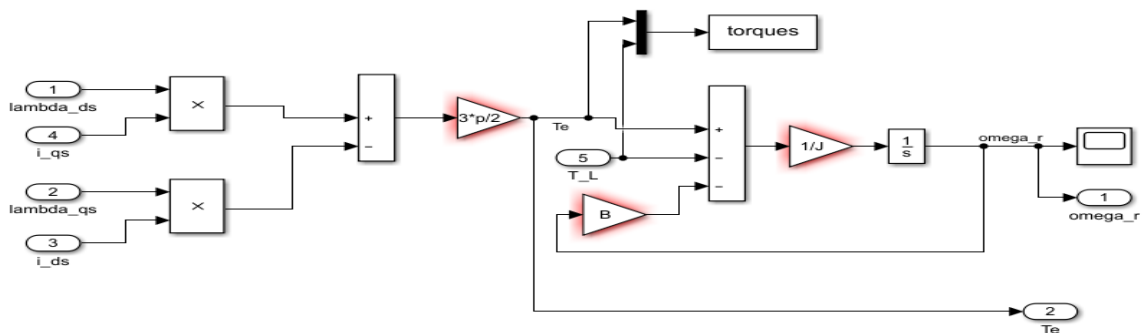 torques
1
lambda_ds
×
4
i_qs
+
−
3*p/2
Te
2
lambda_qs
×
3
i_ds
5
T_L
+
−
−
B
1/J
1
s
omega_r
1
omega_r
2
Te